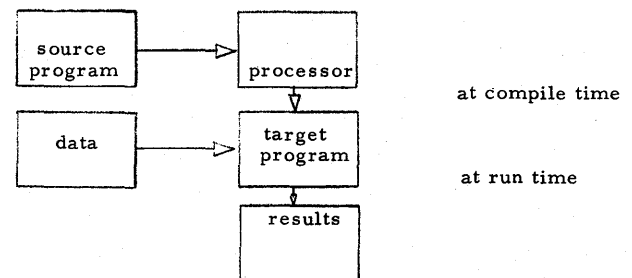 source
program
processor
at compile time
data
target
program
at run time
results